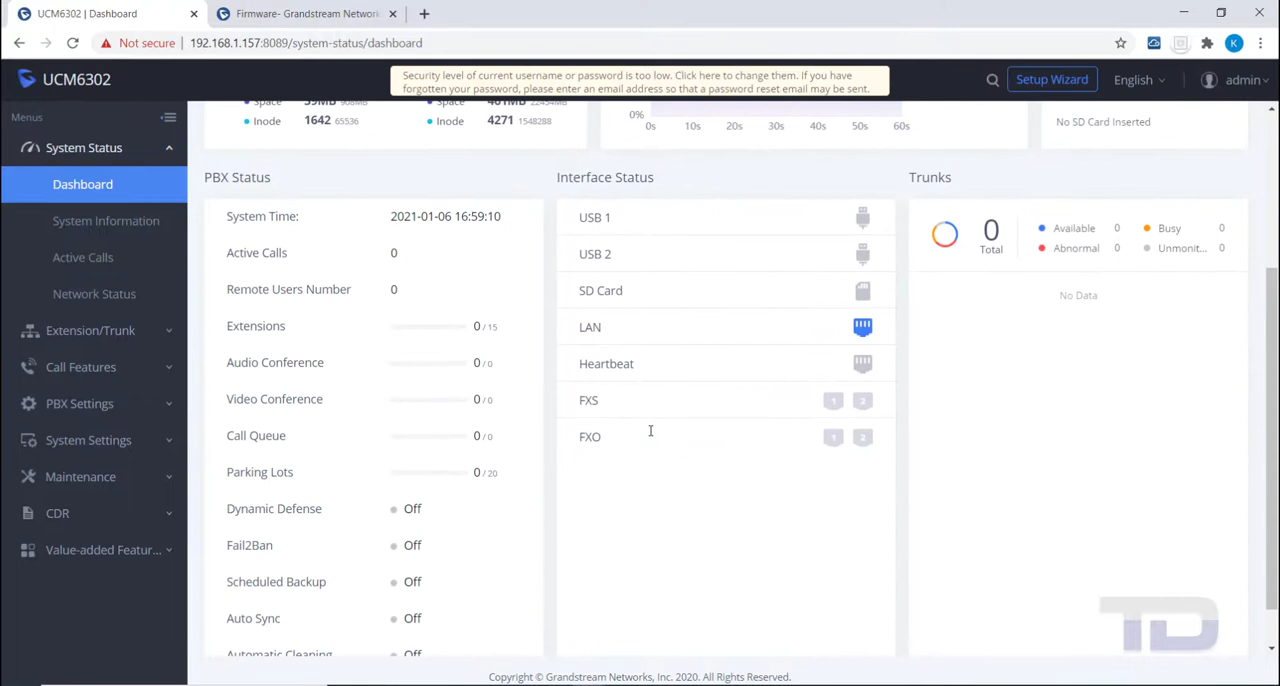 UCM6302 | Dashboard
Firmware- Grandstream Network
Not secure
192.168.1.157:8089/system-status/dashboard
K
UCM6302
Security level of current username or password is too low. Click here to change them. If you have
forgotten your password, please enter an email address so that a password reset email may be sent.
Setup Wizard
English
admin
Menus
System Status
Dashboard
System Information
Active Calls
Network Status
Extension/Trunk
Call Features
PBX Settings
System Settings
Maintenance
CDR
Value-added Featur...
Space 39MB 908MB
Space 461MB 22454MB
Inode 1642 65536
Inode 4271 1548288
0%
0s 10s 20s 30s 40s 50s 60s
No SD Card Inserted
PBX Status
System Time: 2021-01-06 16:59:10
Active Calls 0
Remote Users Number 0
Extensions 0 / 15
Audio Conference 0 / 0
Video Conference 0 / 0
Call Queue 0 / 0
Parking Lots 0 / 20
Dynamic Defense Off
Fail2Ban Off
Scheduled Backup Off
Auto Sync Off
Automatic Cleaning Off
Interface Status
USB 1
USB 2
SD Card
LAN
Heartbeat
FXS 1 2
FXO 1 2
Trunks
0
Total
Available 0
Busy 0
Abnormal 0
Unmonit... 0
No Data
TD
Copyright © Grandstream Networks, Inc. 2020. All Rights Reserved.